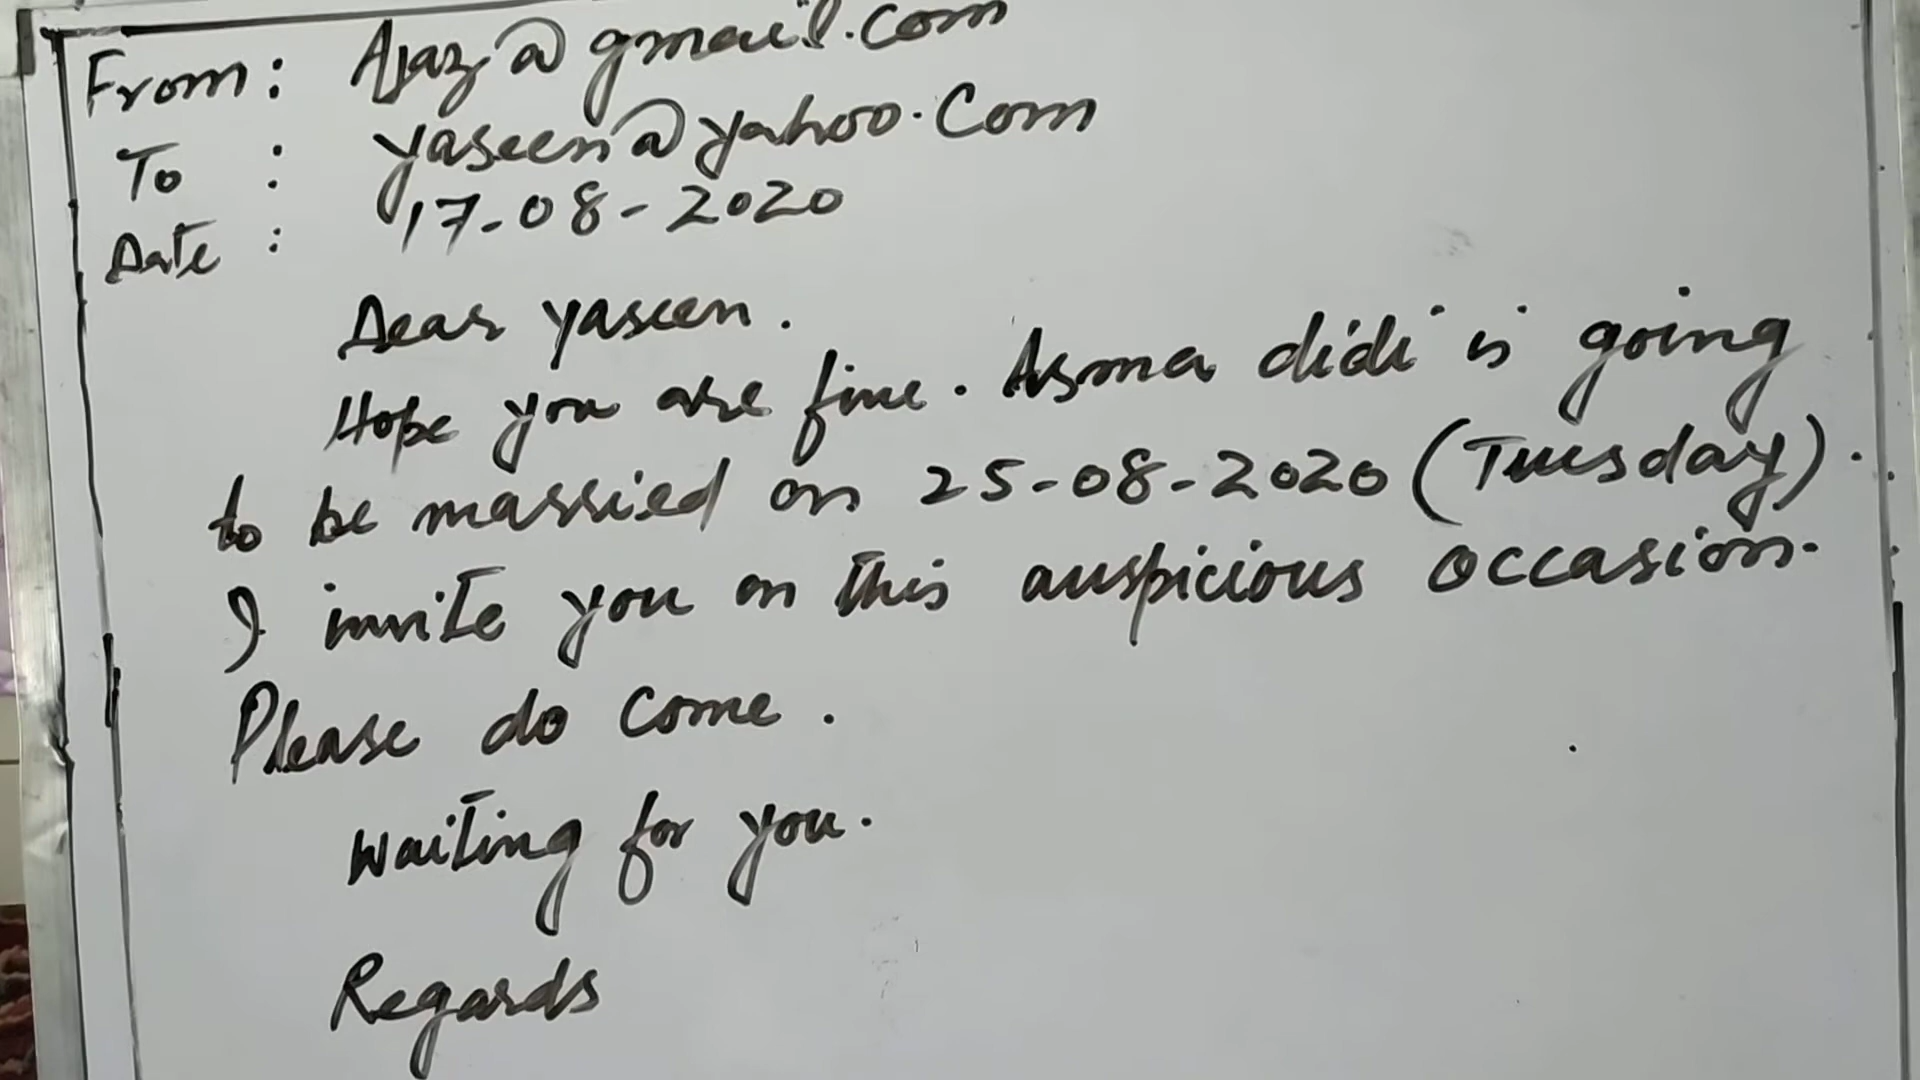 From: Ajaz@gmail.com
To : yaseen@yahoo.Com
Date : 17-08-2020
Dear yaseen.
Hope you are fine. Asma didi is going
to be married on 25-08-2020 (Tuesday).
I invite you on this auspicious occasion.
Please do come.
Waiting for you.
Regards